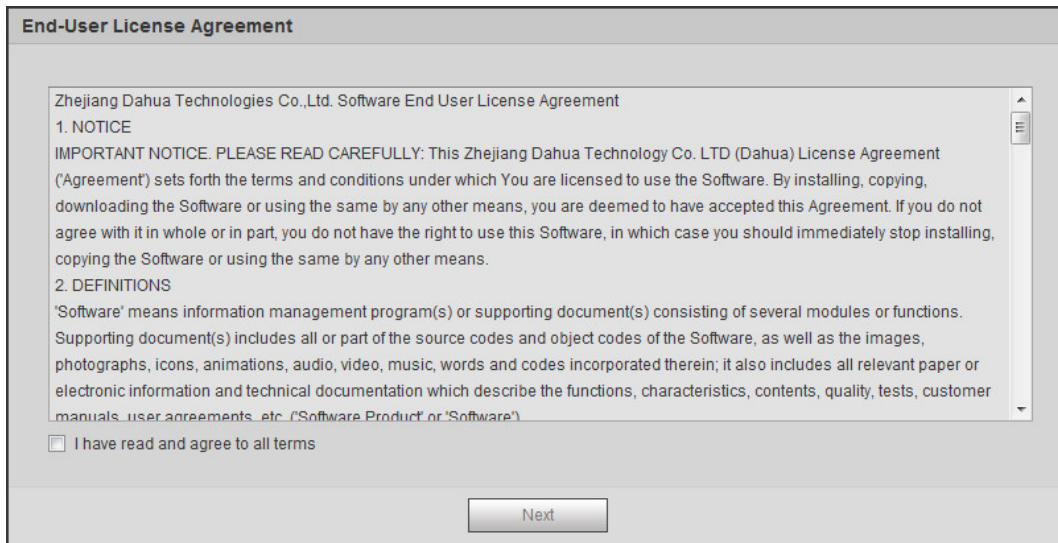 End-User License Agreement
Zhejiang Dahua Technologies Co.,Ltd. Software End User License Agreement
1. NOTICE
IMPORTANT NOTICE. PLEASE READ CAREFULLY: This Zhejiang Dahua Technology Co. LTD (Dahua) License Agreement
('Agreement') sets forth the terms and conditions under which You are licensed to use the Software. By installing, copying,
downloading the Software or using the same by any other means, you are deemed to have accepted this Agreement. If you do not
agree with it in whole or in part, you do not have the right to use this Software, in which case you should immediately stop installing,
copying the Software or using the same by any other means.
2. DEFINITIONS
'Software' means information management program(s) or supporting document(s) consisting of several modules or functions.
Supporting document(s) includes all or part of the source codes and object codes of the Software, as well as the images,
photographs, icons, animations, audio, video, music, words and codes incorporated therein; it also includes all relevant paper or
electronic information and technical documentation which describe the functions, characteristics, contents, quality, tests, customer
manuals, user agreements, etc. ('Software Product' or 'Software')
I have read and agree to all terms
Next